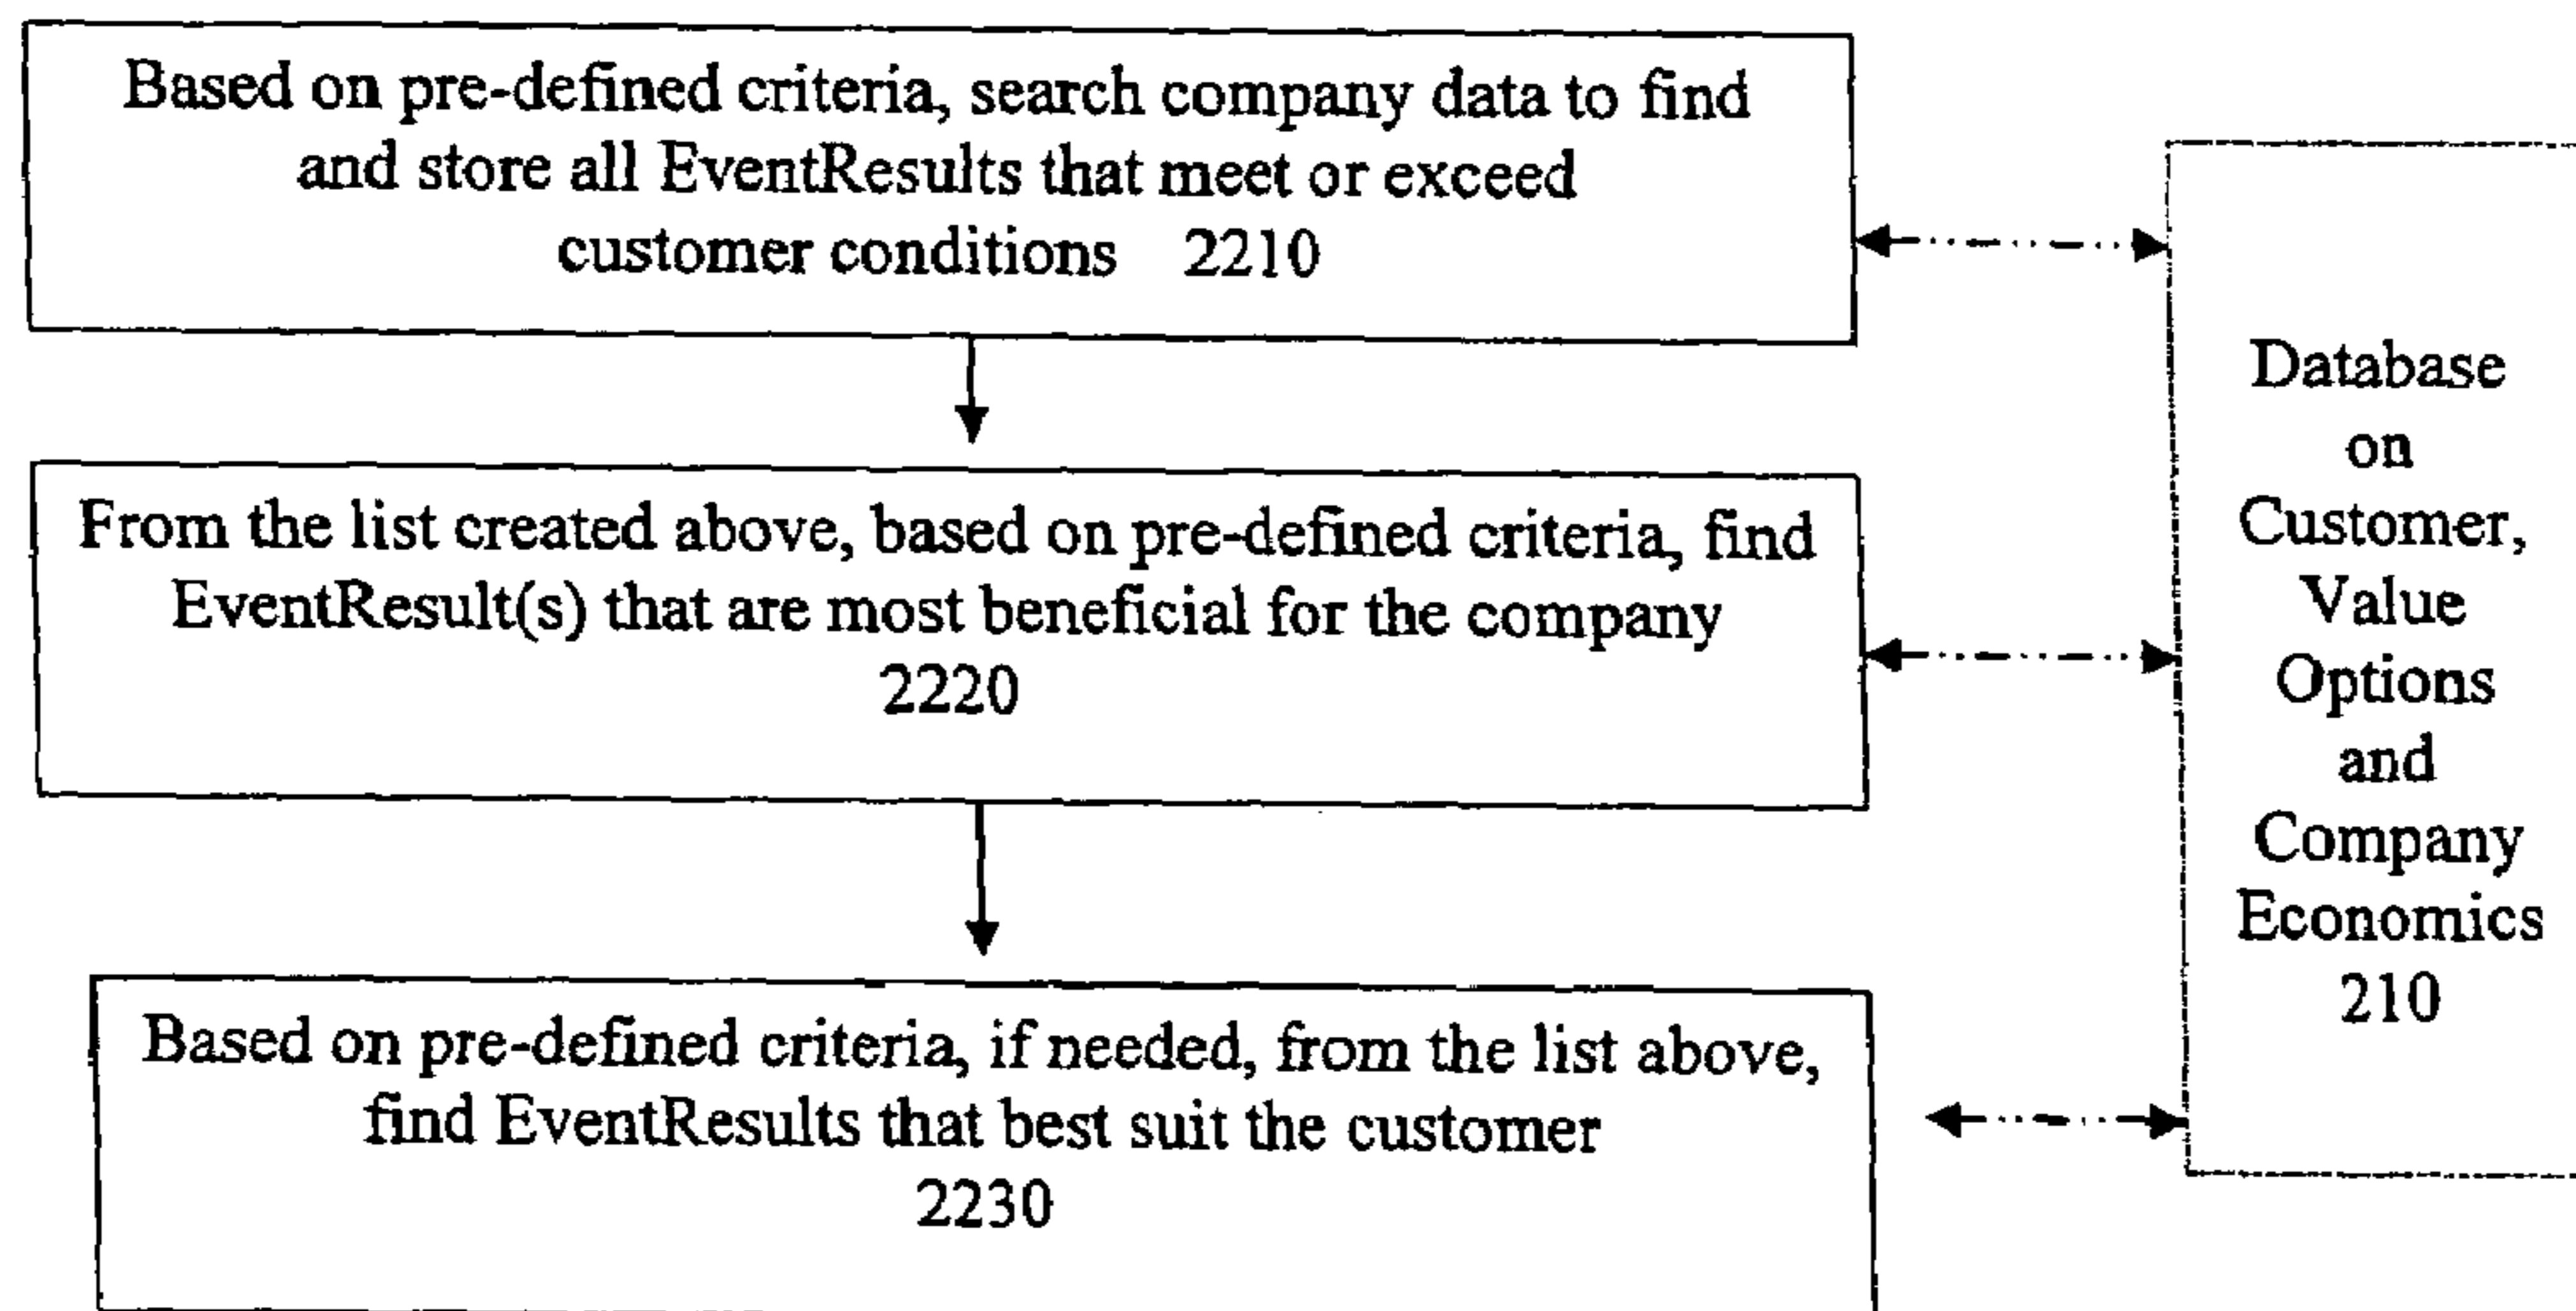 Based on pre-defined criteria, search company data to find
and store all EventResults that meet or exceed
customer conditions 2210
From the list created above, based on pre-defined criteria, find
EventResult(s) that are most beneficial for the company
2220
Based on pre-defined criteria, if needed, from the list above,
find EventResults that best suit the customer
2230
Database
on
Customer,
Value
Options
and
Company
Economics
210